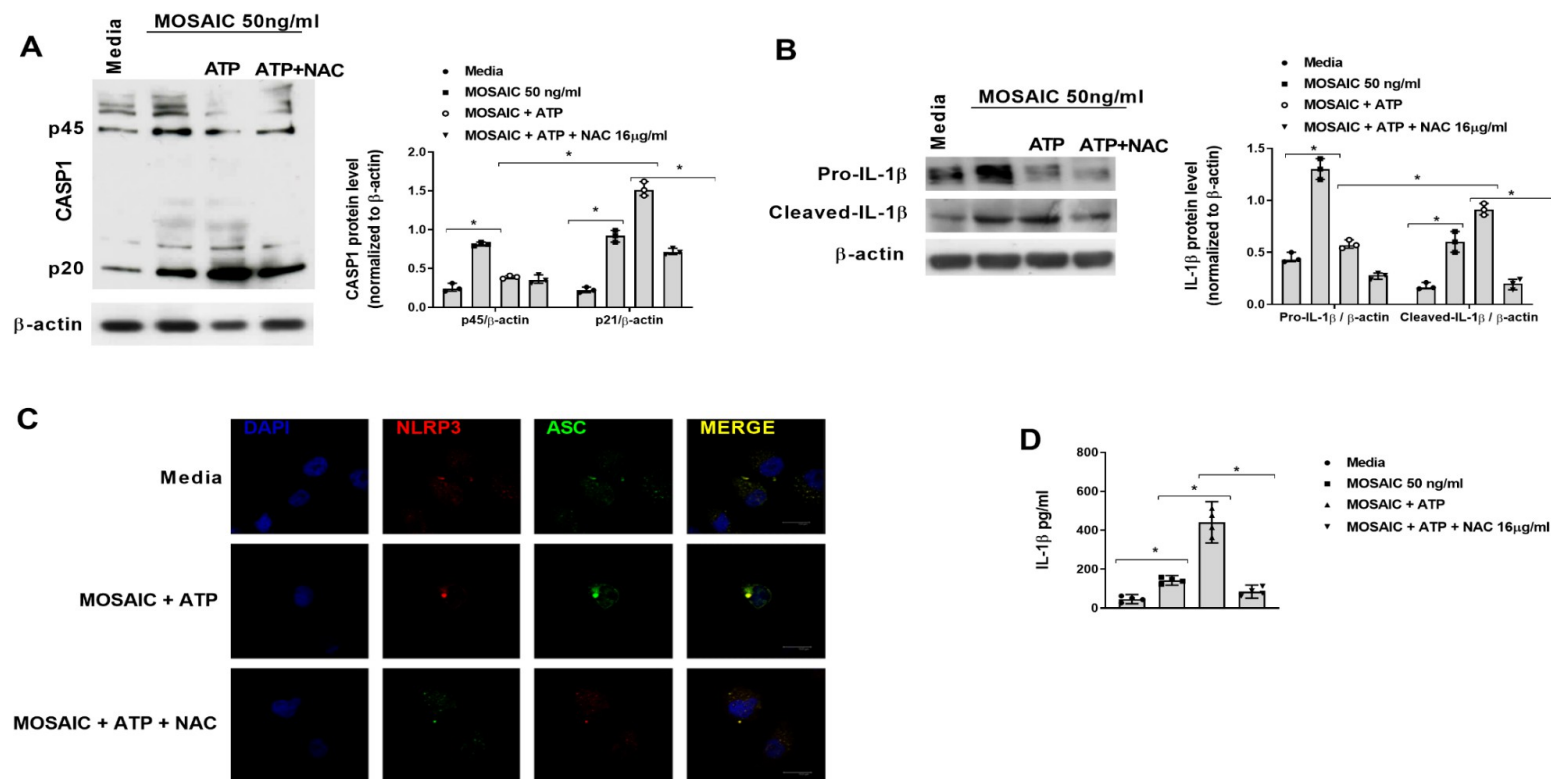 A
MOSAIC 50ng/ml
Media
ATP
ATP+NAC
p45
CASP1
p20
β-actin
Media
MOSAIC 50 ng/ml
MOSAIC + ATP
MOSAIC + ATP + NAC 16μg/ml
CASP1 protein level
(normalized to β-actin)
2.0
1.5
1.0
0.5
0.0
*
*
*
*
p45/β-actin
p21/β-actin
B
MOSAIC 50ng/ml
Media
ATP
ATP+NAC
Pro-IL-1β
Cleaved-IL-1β
β-actin
Media
MOSAIC 50 ng/ml
MOSAIC + ATP
MOSAIC + ATP + NAC 16μg/ml
IL-1β protein level
(normalized to β-actin)
1.5
1.0
0.5
0.0
*
*
*
*
Pro-IL-1β / β-actin
Cleaved-IL-1β / β-actin
C
DAPI
NLRP3
ASC
MERGE
Media
MOSAIC + ATP
MOSAIC + ATP + NAC
D
IL-1β pg/ml
800
600
400
200
0
*
*
*
Media
MOSAIC 50 ng/ml
MOSAIC + ATP
MOSAIC + ATP + NAC 16μg/ml